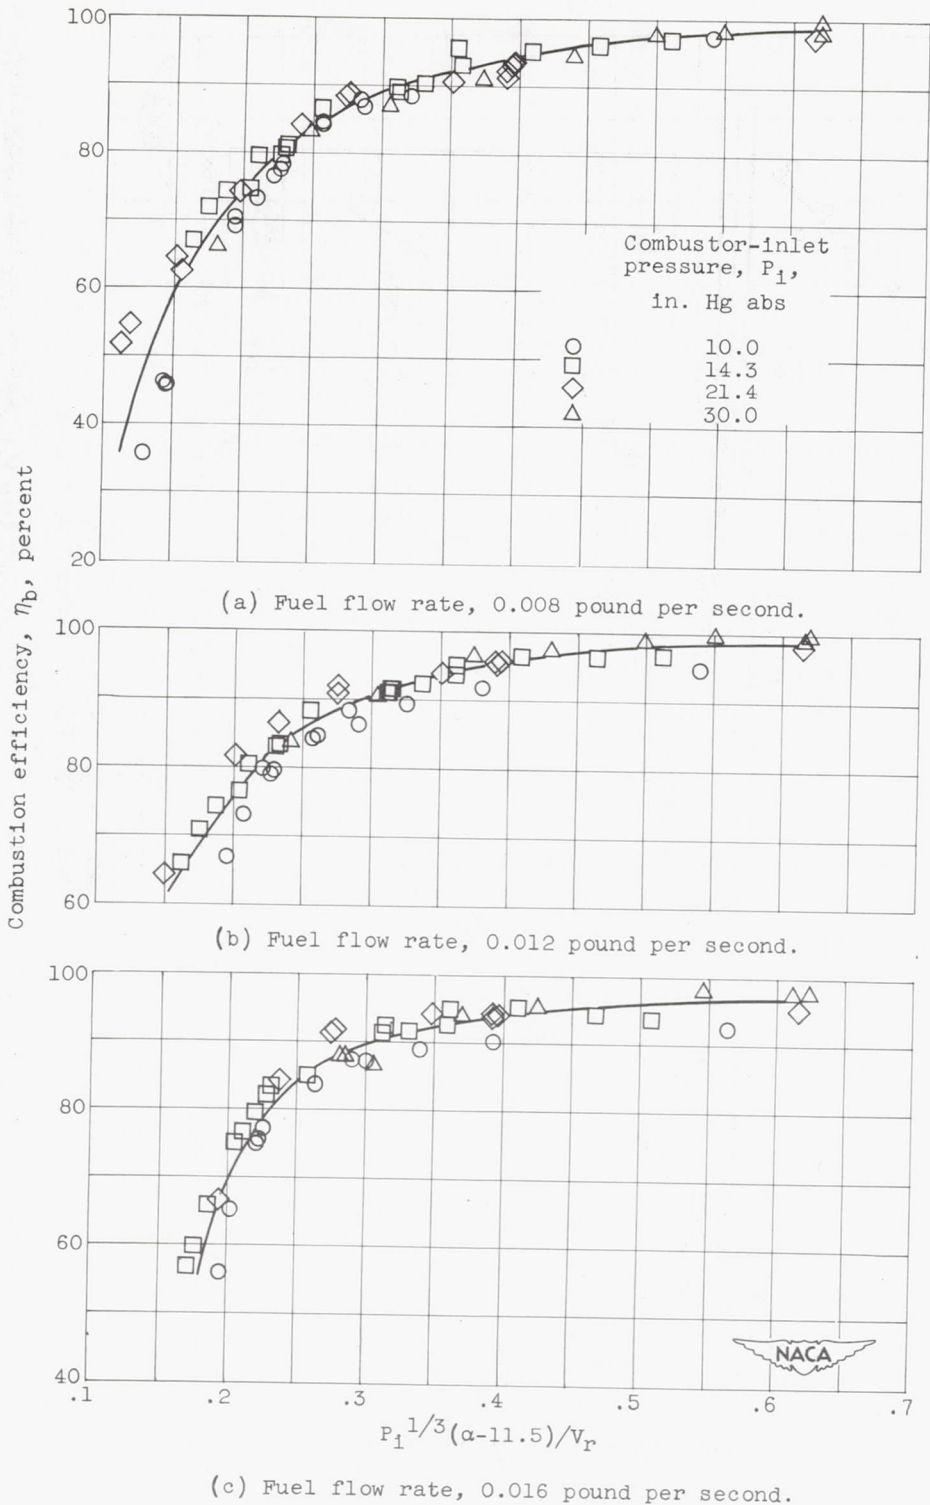 100
80
60
40
20
Combustor-inlet
pressure, Pi,
in. Hg abs
10.0
14.3
21.4
30.0
(a) Fuel flow rate, 0.008 pound per second.
Combustion efficiency, ηb, percent
100
80
60
(b) Fuel flow rate, 0.012 pound per second.
100
80
60
40
NACA
.1 .2 .3 .4 .5 .6 .7
Pi1/3(α-11.5)/Vr
(c) Fuel flow rate, 0.016 pound per second.